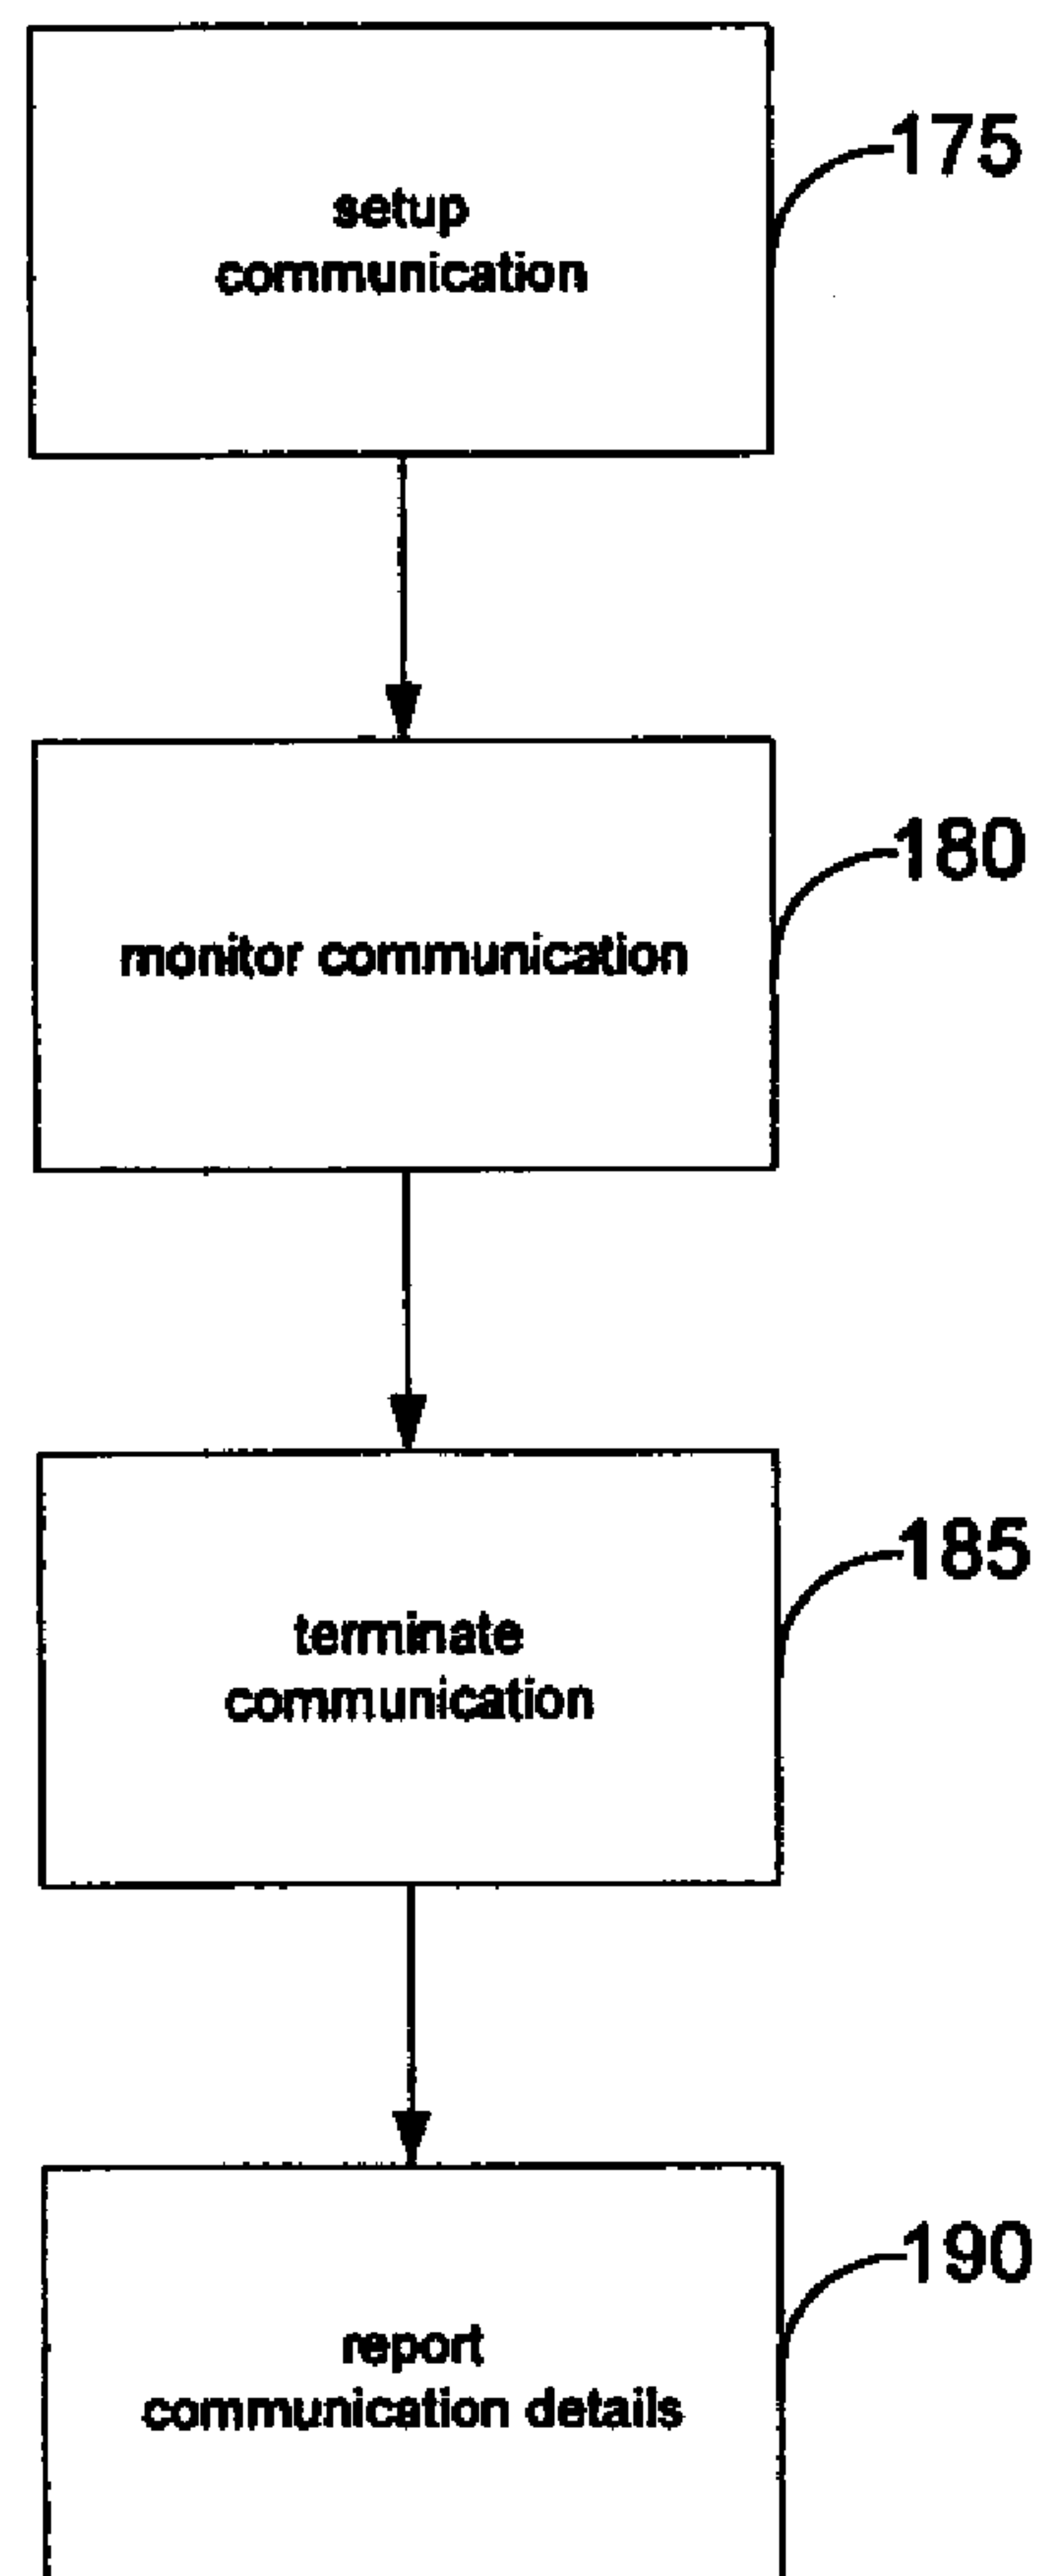 175
setup
communication
180
monitor communication
185
terminate
communication
190
report
communication details